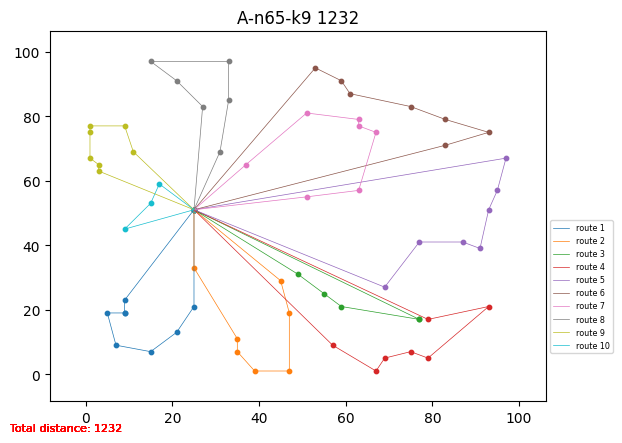 A-n65-k9 1232
100
80
60
40
20
0
0 20 40 60 80 100
route 1
route 2
route 3
route 4
route 5
route 6
route 7
route 8
route 9
route 10
Total distance: 1232